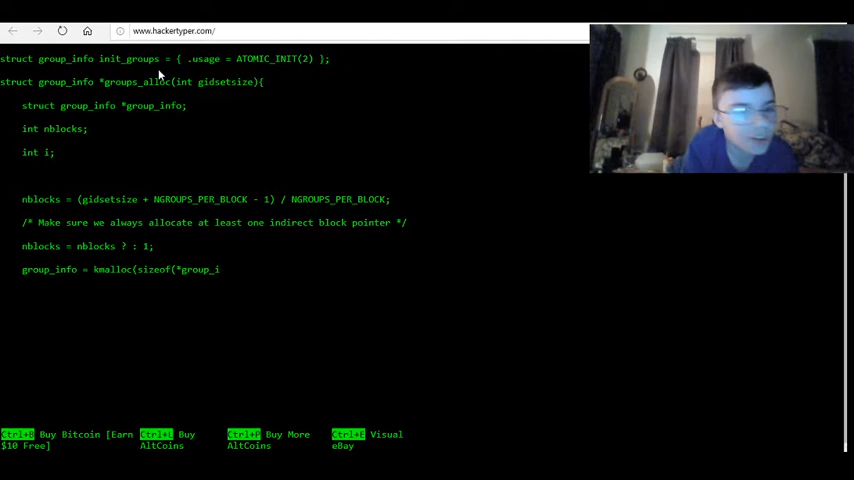 www.hackertyper.com/
struct group_info init_groups = { .usage = ATOMIC_INIT(2) };
struct group_info *groups_alloc(int gidsetsize){
struct group_info *group_info;
int nblocks;
int i;
nblocks = (gidsetsize + NGROUPS_PER_BLOCK - 1) / NGROUPS_PER_BLOCK;
/* Make sure we always allocate at least one indirect block pointer */
nblocks = nblocks ? : 1;
group_info = kmalloc(sizeof(*group_i
Ctrl+B Buy Bitcoin [Earn
$10 Free]
Ctrl+L Buy
AltCoins
Ctrl+P Buy More
AltCoins
Ctrl+E Visual
eBay